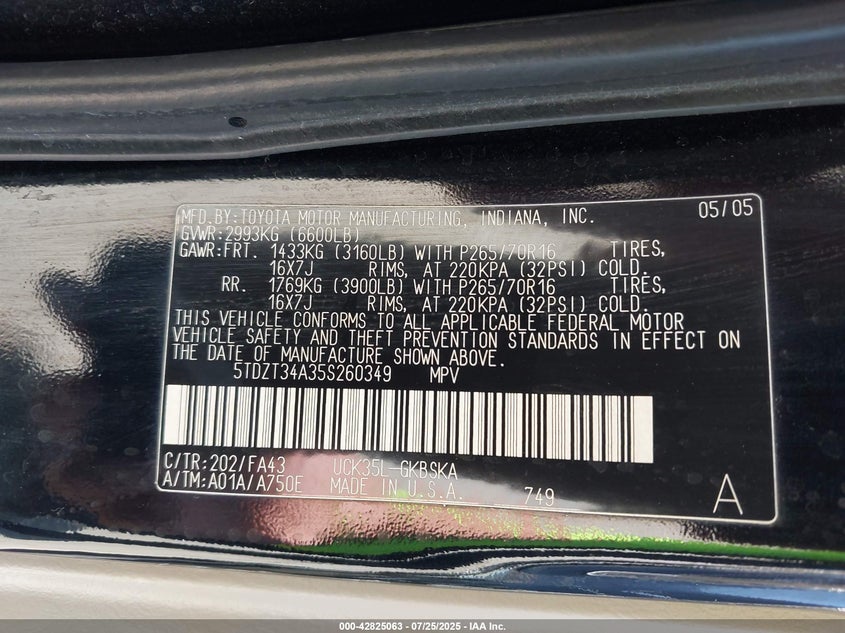 MFD.BY:TOYOTA MOTOR MANUFACTURING, INDIANA, INC. 05/05
GVWR:2993KG (6600LB)
GAWR:FRT. 1433KG (3160LB) WITH P265/70R16 TIRES,
16X7J RIMS, AT 220KPA (32PSI) COLD.
RR. 1769KG (3900LB) WITH P265/70R16 TIRES,
16X7J RIMS, AT 220KPA (32PSI) COLD.
THIS VEHICLE CONFORMS TO ALL APPLICABLE FEDERAL MOTOR
VEHICLE SAFETY AND THEFT PREVENTION STANDARDS IN EFFECT ON
THE DATE OF MANUFACTURE SHOWN ABOVE.
5TDZT34A35S260349 MPV
C/TR:202/FA43 UCK35L-GKBSKA
A/TM:A01A/A750E MADE IN U.S.A. 749 A
000-42825063 - 07/25/2025 - IAA Inc.